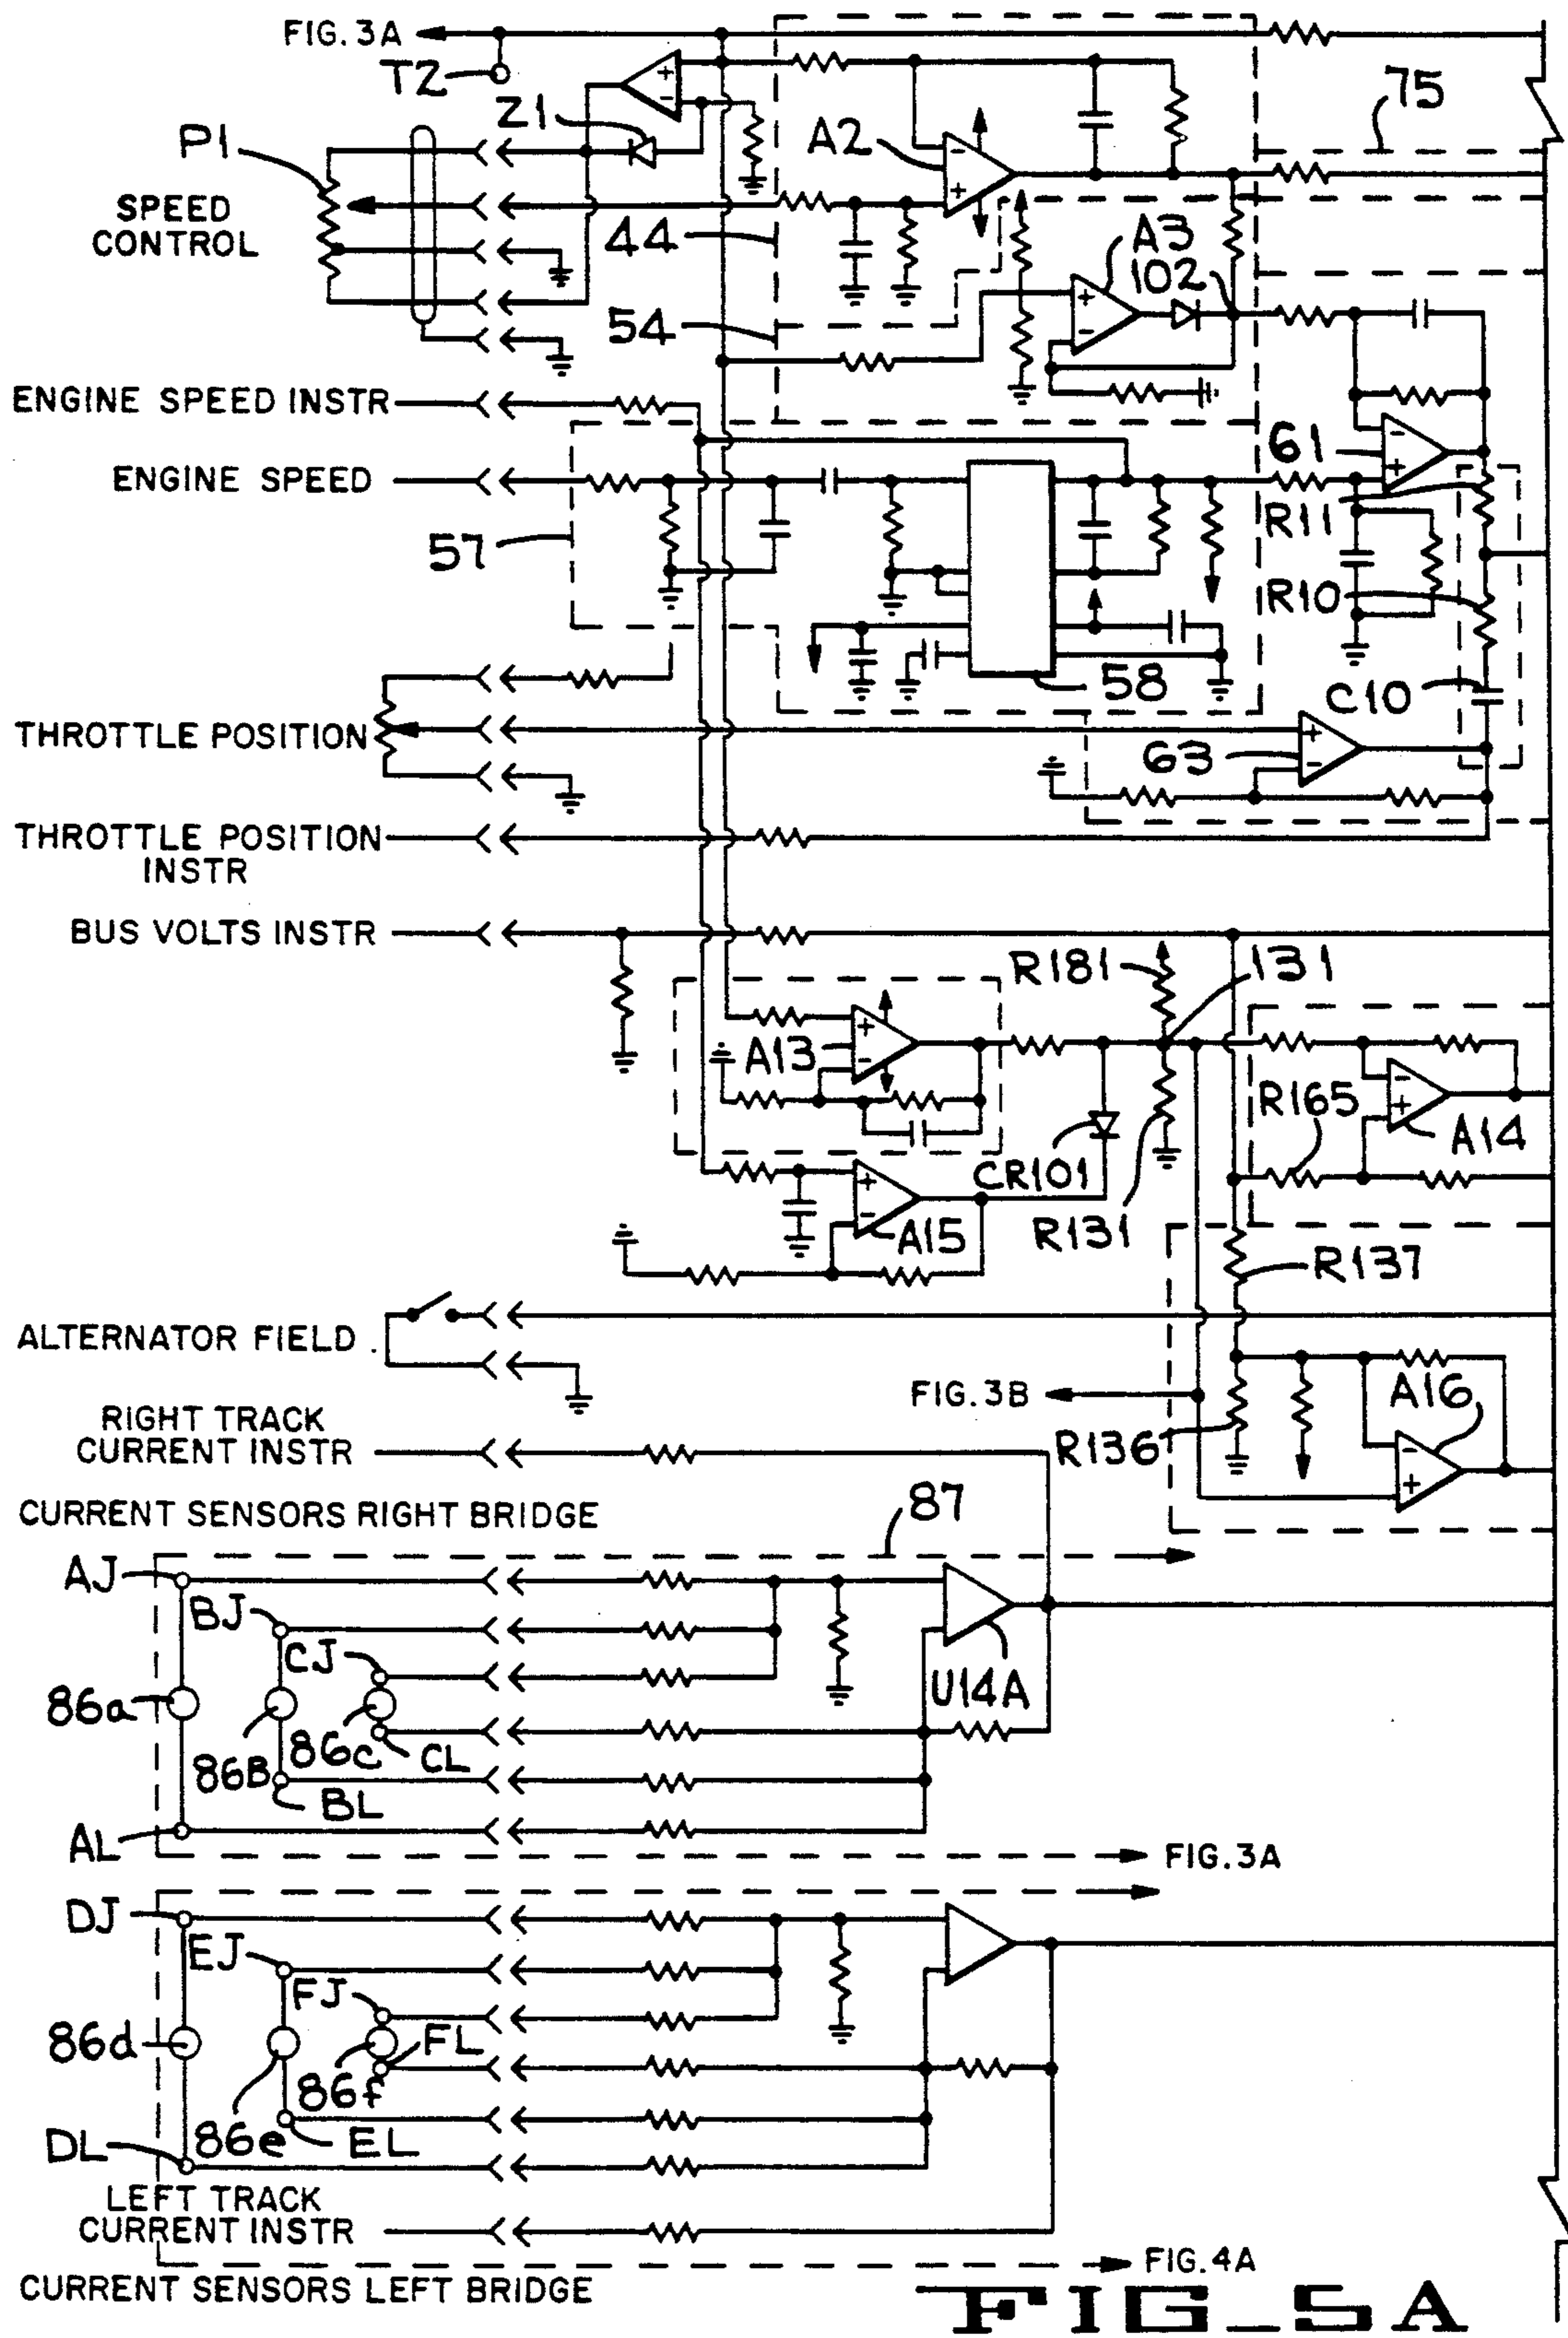 FIG. 3A
T2
Z1
75
P1
A2
SPEED
CONTROL
44
A3
102
54
ENGINE SPEED INSTR
61
ENGINE SPEED
R11
57
R10
58
C10
THROTTLE POSITION
63
THROTTLE POSITION
INSTR
BUS VOLTS INSTR
R181
131
A13
R165
A14
CR101
R131
A15
R137
ALTERNATOR FIELD
FIG. 3B
A16
RIGHT TRACK
CURRENT INSTR
R136
CURRENT SENSORS RIGHT BRIDGE
87
AJ
BJ
CJ
U14A
86a
86B
86c
CL
BL
AL
FIG. 3A
DJ
EJ
FJ
86d
FL
86f
86e
EL
DL
LEFT TRACK
CURRENT INSTR
FIG. 4A
CURRENT SENSORS LEFT BRIDGE
FIG_5A